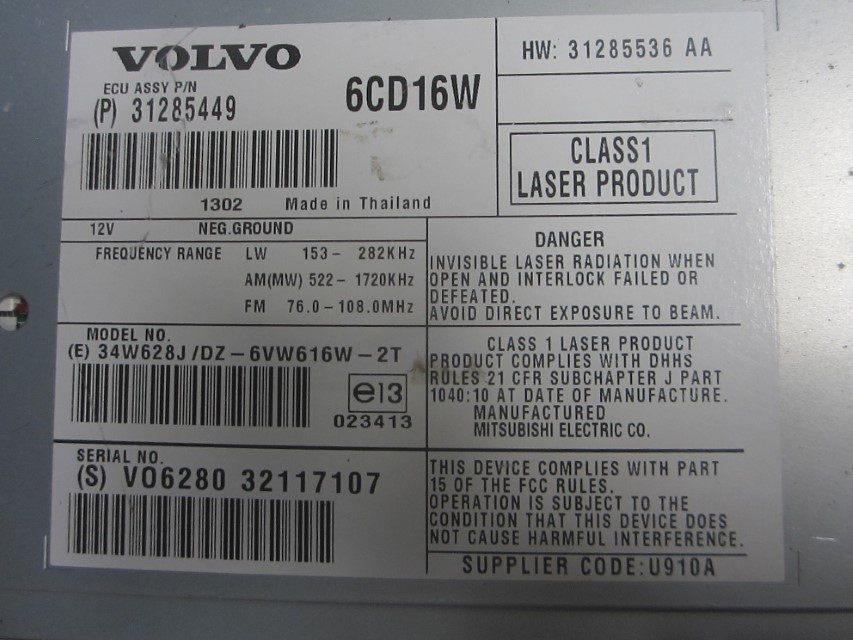 VOLVO
ECU ASSY P/N
(P) 31285449
6CD16W
1302 Made in Thailand
HW: 31285536 AA
CLASS1
LASER PRODUCT
12V NEG.GROUND
FREQUENCY RANGE LW 153- 282KHz
AM(MW) 522- 1720KHz
FM 76.0-108.0MHz
DANGER
INVISIBLE LASER RADIATION WHEN
OPEN AND INTERLOCK FAILED OR
DEFEATED.
AVOID DIRECT EXPOSURE TO BEAM.
MODEL NO.
(E) 34W628J/DZ-6VW616W-2T
e13
023413
CLASS 1 LASER PRODUCT
PRODUCT COMPLIES WITH DHHS
RULES 21 CFR SUBCHAPTER J PART
1040:10 AT DATE OF MANUFACTURE.
MANUFACTURED
MITSUBISHI ELECTRIC CO.
SERIAL NO.
(S) VO6280 32117107
THIS DEVICE COMPLIES WITH PART
15 OF THE FCC RULES.
OPERATION IS SUBJECT TO THE
CONDITION THAT THIS DEVICE DOES
NOT CAUSE HARMFUL INTERFERENCE.
SUPPLIER CODE:U910A